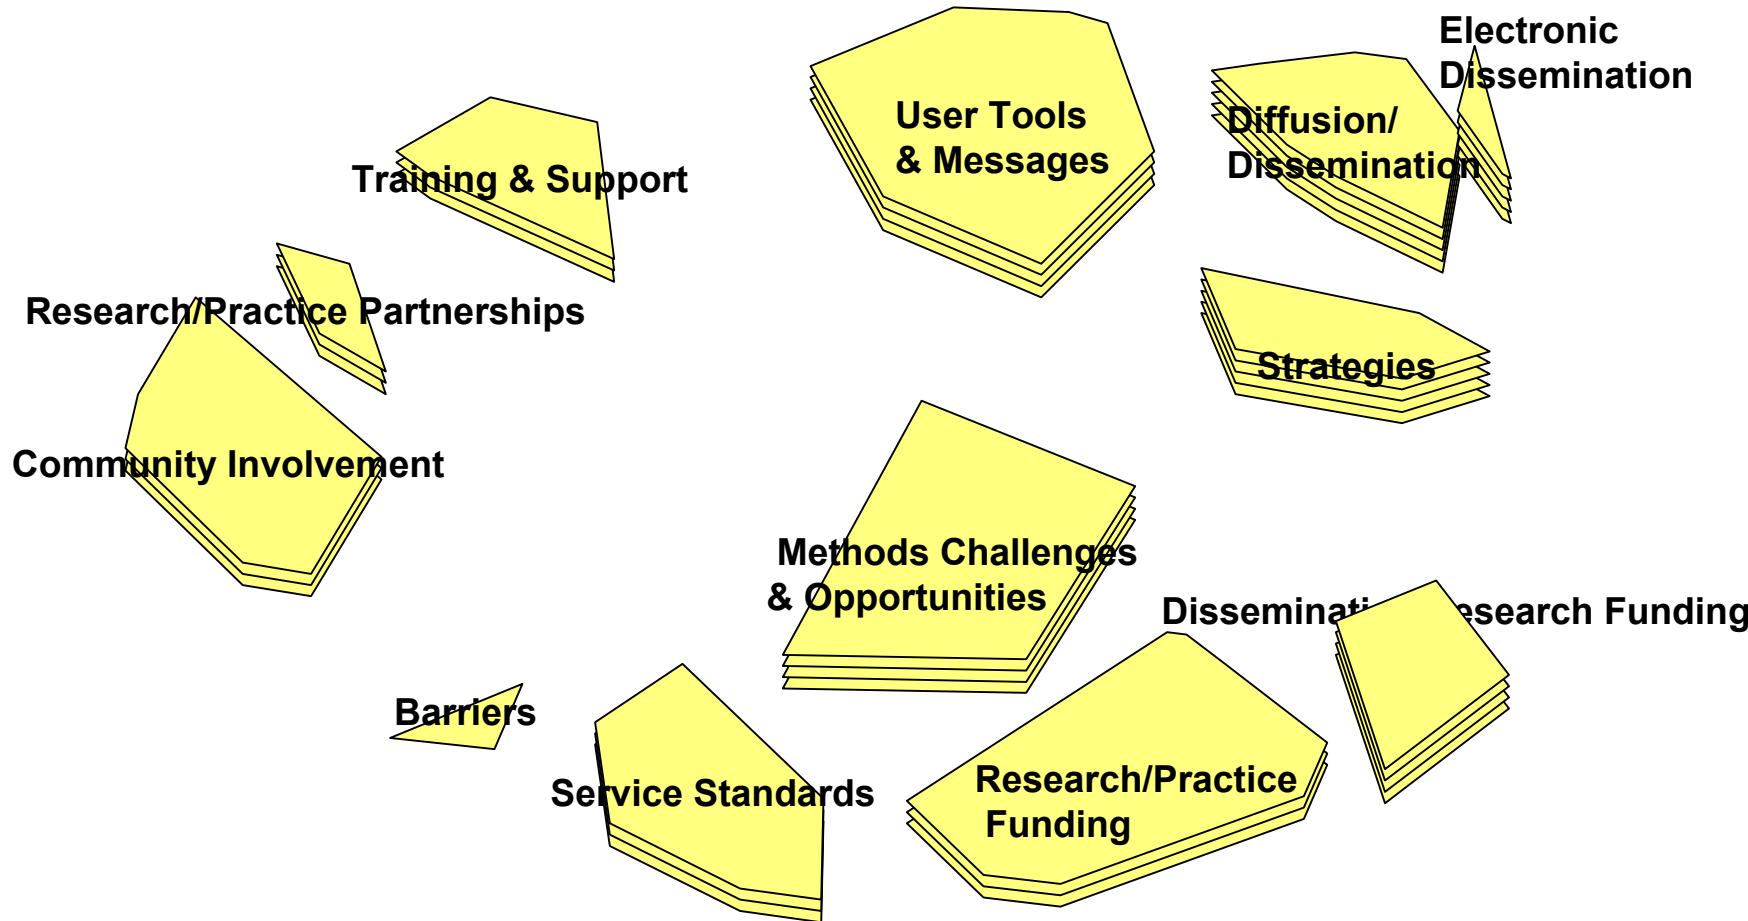 Electronic
Dissemination
User Tools
& Messages
Diffusion/
Dissemination
Training & Support
Research/Practice Partnerships
Strategies
Community Involvement
Methods Challenges
& Opportunities
Disseminati esearch Funding
Barriers
Service Standards
Research/Practice
Funding